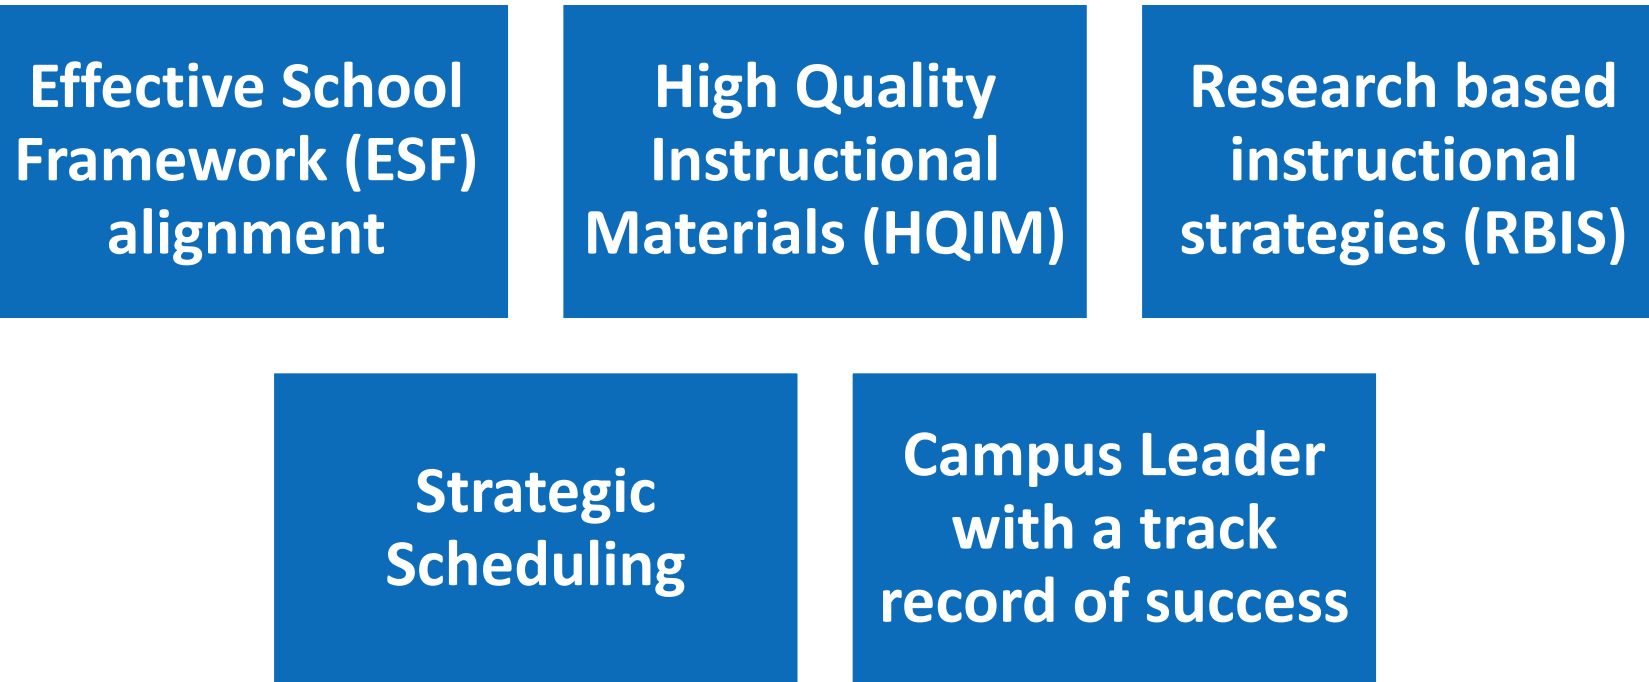 Effective School
Framework (ESF)
alignment
High Quality
Instructional
Materials (HQIM)
Research based
instructional
strategies (RBIS)
Strategic
Scheduling
Campus Leader
with a track
record of success